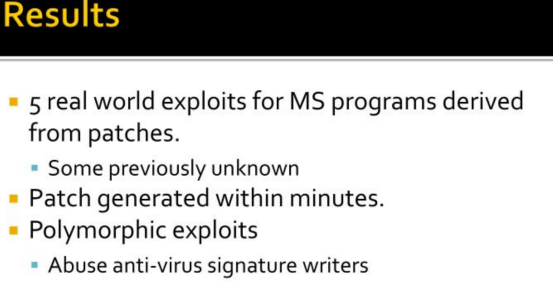 Results
5 real world exploits for MS programs derived
from patches.
Some previously unknown
Patch generated within minutes.
Polymorphic exploits
Abuse anti-virus signature writers